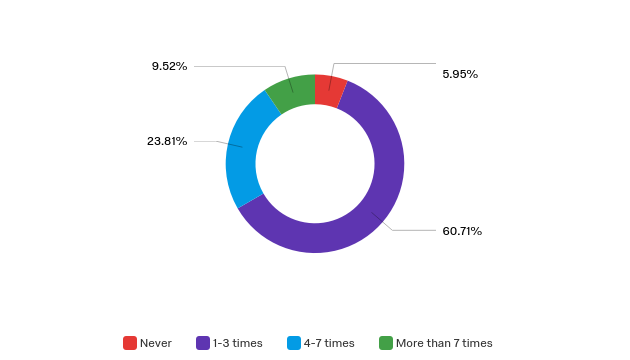 9.52%
5.95%
23.81%
60.71%
Never 1-3 times 4-7 times More than 7 times